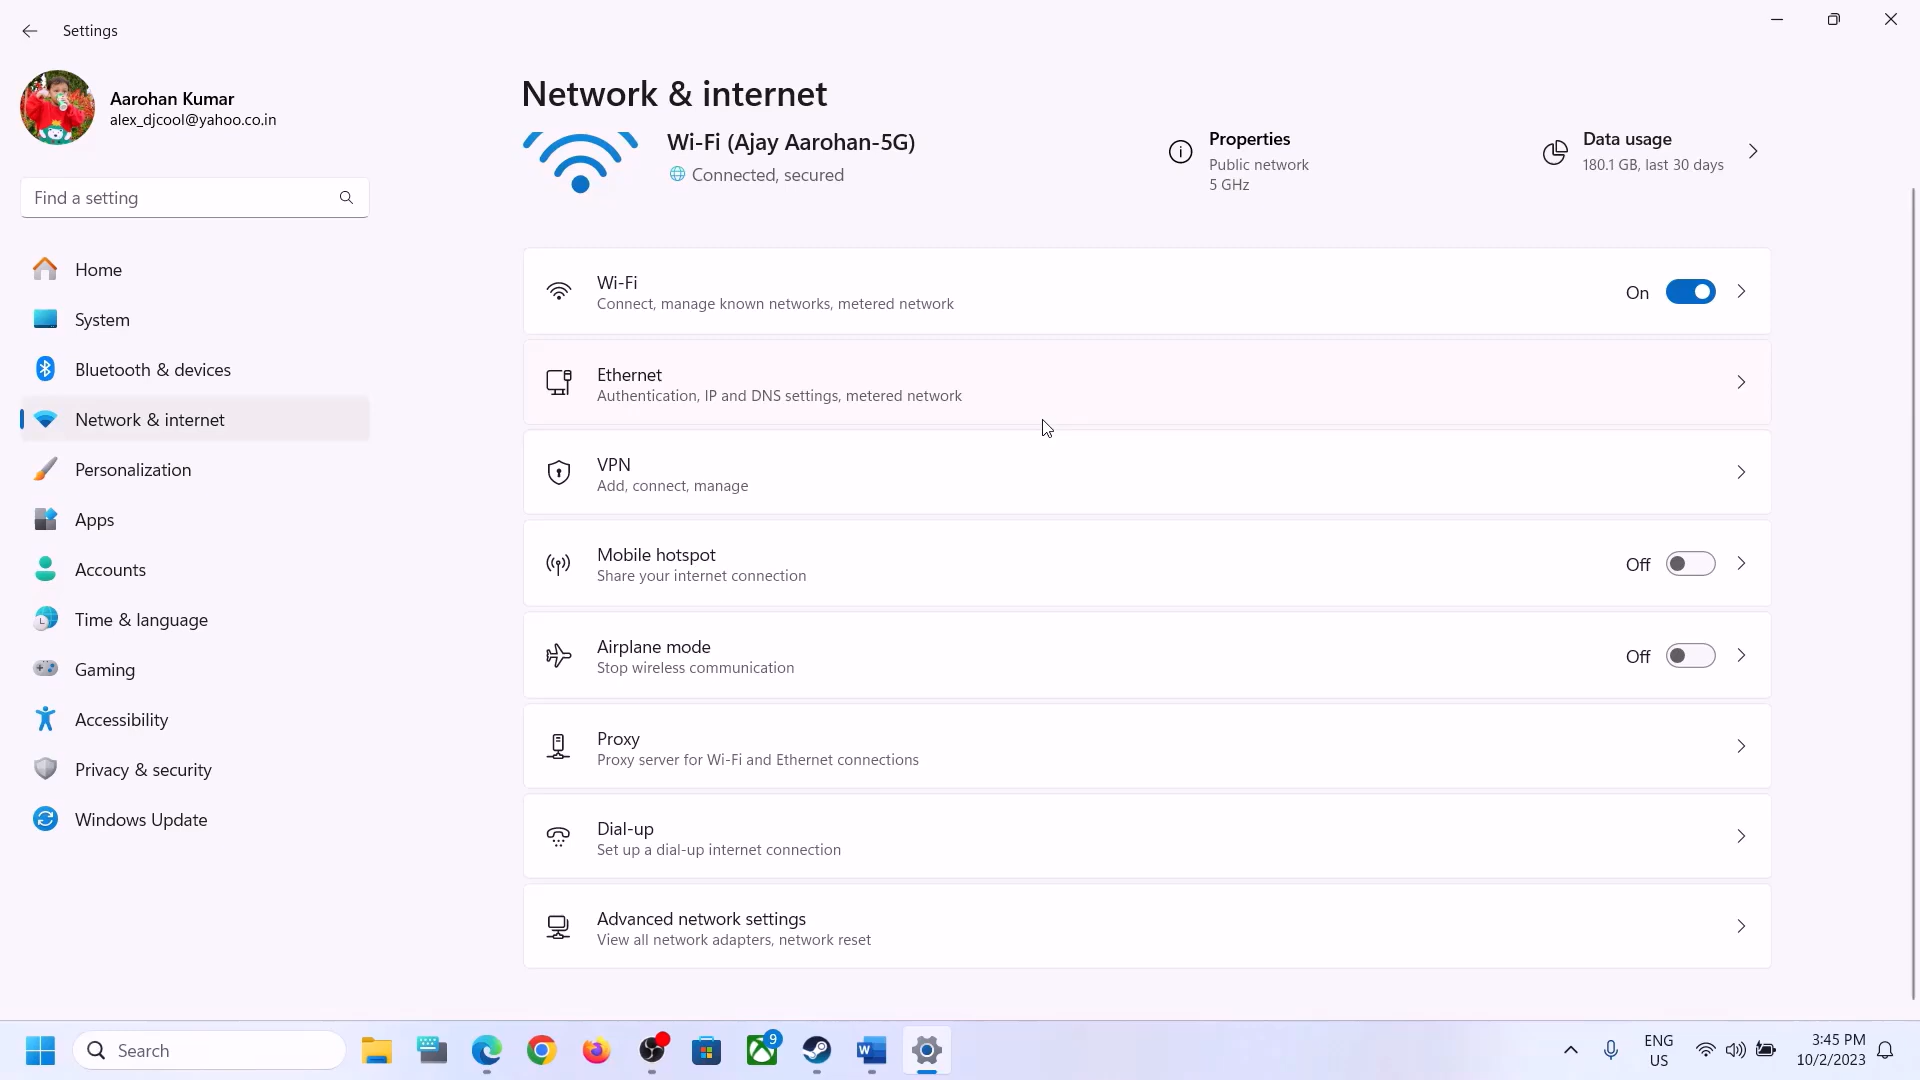 Settings
Aarohan Kumar
alex_djcool@yahoo.co.in
Find a setting
Home
System
Bluetooth & devices
Network & internet
Personalization
Apps
Accounts
Time & language
Gaming
Accessibility
Privacy & security
Windows Update
Network & internet
Wi-Fi (Ajay Aarohan-5G)
Connected, secured
Properties
Public network
5 GHz
Data usage
180.1 GB, last 30 days
Wi-Fi
Connect, manage known networks, metered network
On
Ethernet
Authentication, IP and DNS settings, metered network
VPN
Add, connect, manage
Mobile hotspot
Share your internet connection
Off
Airplane mode
Stop wireless communication
Off
Proxy
Proxy server for Wi-Fi and Ethernet connections
Dial-up
Set up a dial-up internet connection
Advanced network settings
View all network adapters, network reset
Search
9
ENG
US
3:45 PM
10/2/2023